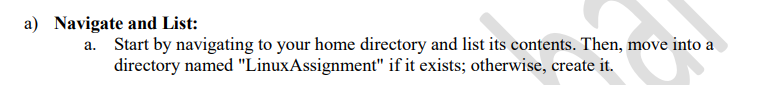 a) Navigate and List:
a. Start by navigating to your home directory and list its contents. Then, move into a
directory named "LinuxAssignment" if it exists; otherwise, create it.